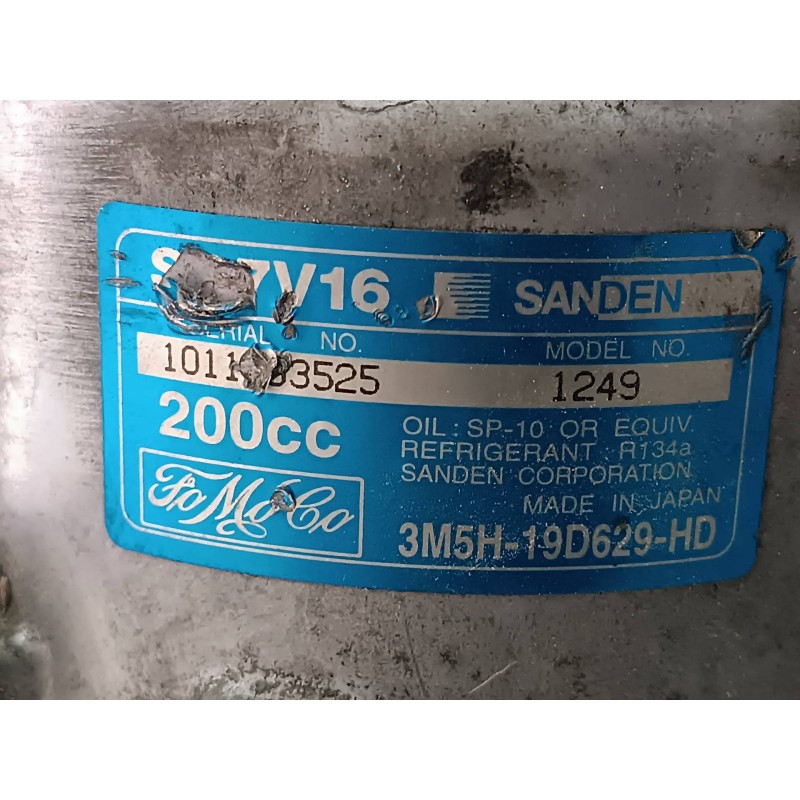 SANDEN
SERIAL NO. MODEL NO.
1249
200cc
OIL : SP-10 OR EQUIV.
REFRIGERANT : R134a
SANDEN CORPORATION
MADE IN JAPAN
FoMoCo
3M5H-19D629-HD